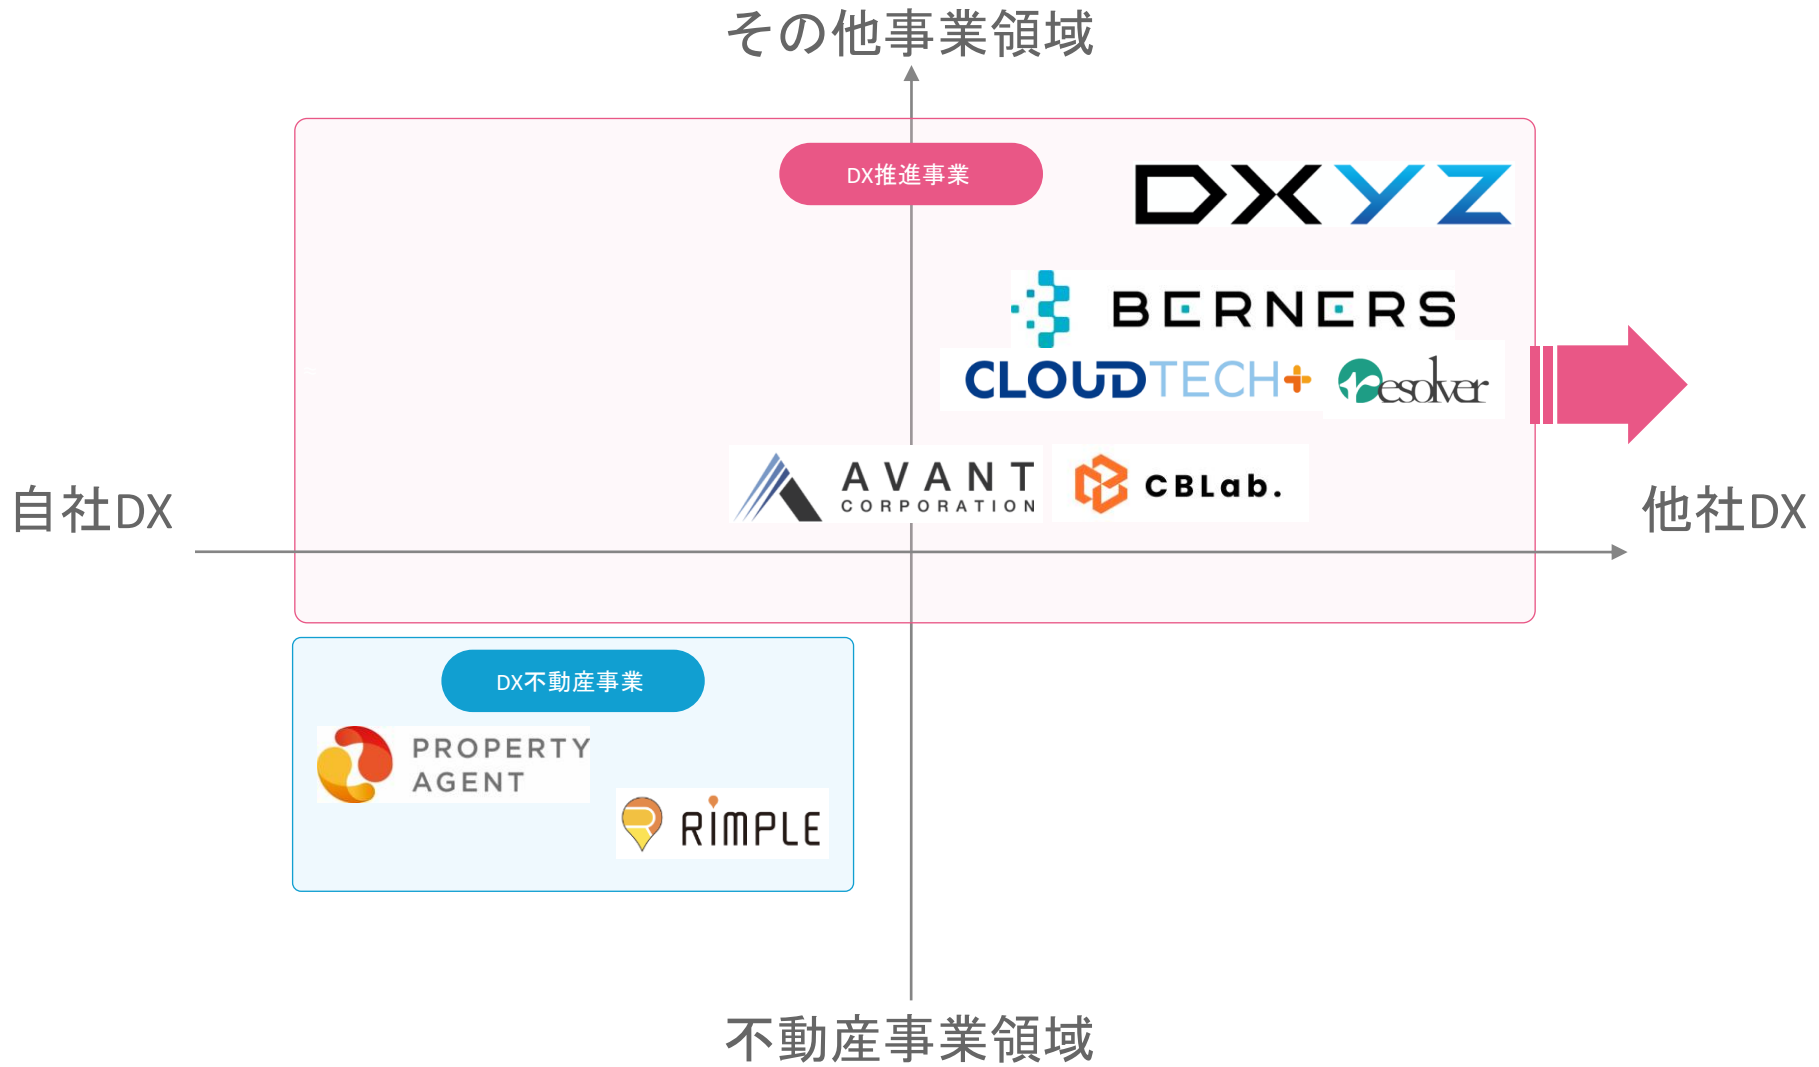 その他事業領域
DX推進事業
DXYZ
BERNERS
CLOUDTECH+
resolver
AVANT
CORPORATION
CBLab.
自社DX
他社DX
DX不動産事業
PROPERTY
AGENT
RIMPLE
不動産事業領域